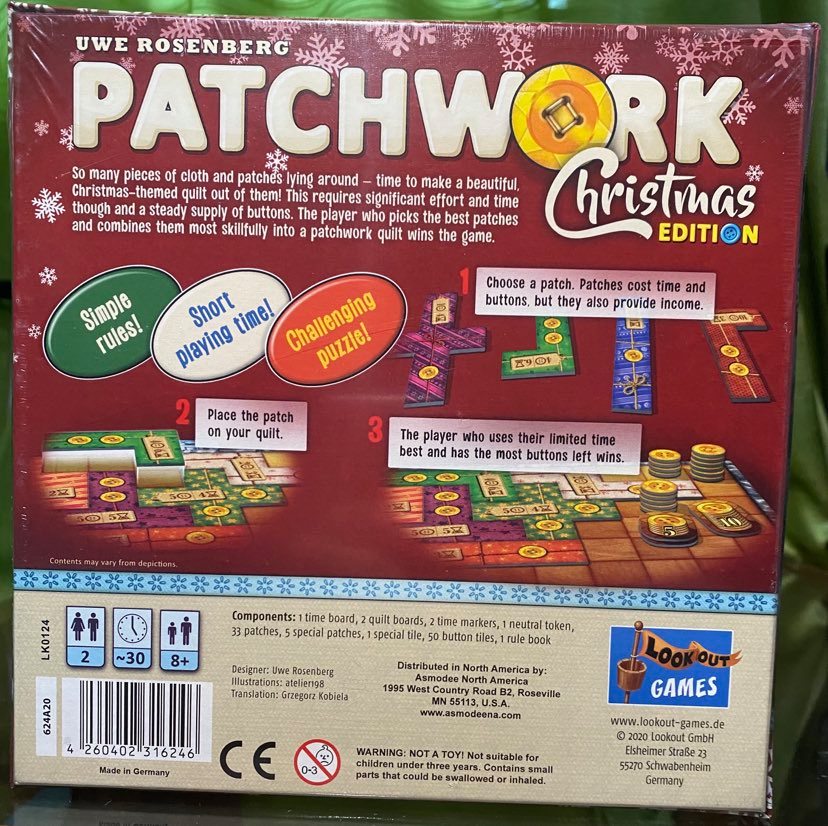 UWE ROSENBERG
PATCHWORK
Christmas
EDITION
So many pieces of cloth and patches lying around – time to make a beautiful,
Christmas-themed quilt out of them! This requires significant effort and time
though and a steady supply of buttons. The player who picks the best patches
and combines them most skillfully into a patchwork quilt wins the game.
Simple
rules!
Short
playing time!
Challenging
puzzle!
1
Choose a patch. Patches cost time and
buttons, but they also provide income.
2
Place the patch
on your quilt.
3
The player who uses their limited time
best and has the most buttons left wins.
5
10
Contents may vary from depictions.
LK0124
2
~30
8+
Components: 1 time board, 2 quilt boards, 2 time markers, 1 neutral token,
33 patches, 5 special patches, 1 special tile, 50 button tiles, 1 rule book
Designer: Uwe Rosenberg
Illustrations: atelier198
Translation: Grzegorz Kobiela
Distributed in North America by:
Asmodee North America
1995 West Country Road B2, Roseville
MN 55113, U.S.A.
www.asmodeena.com
LOOKOUT
GAMES
www.lookout-games.de
© 2020 Lookout GmbH
Elsheimer Straße 23
55270 Schwabenheim
Germany
624A20
4 260402 316246
Made in Germany
CE
0-3
WARNING: NOT A TOY! Not suitable for
children under three years. Contains small
parts that could be swallowed or inhaled.